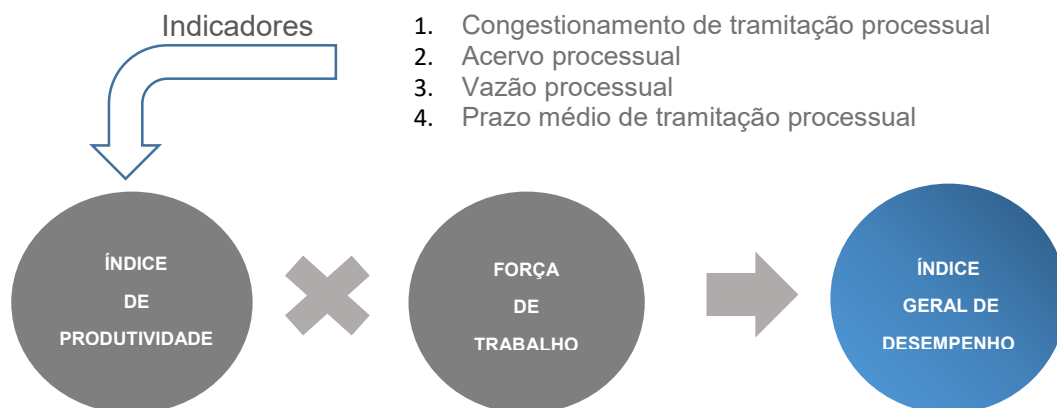 Indicadores
1. Congestionamento de tramitação processual
2. Acervo processual
3. Vazão processual
4. Prazo médio de tramitação processual
ÍNDICE
DE
PRODUTIVIDADE
FORÇA
DE
TRABALHO
ÍNDICE
GERAL DE
DESEMPENHO